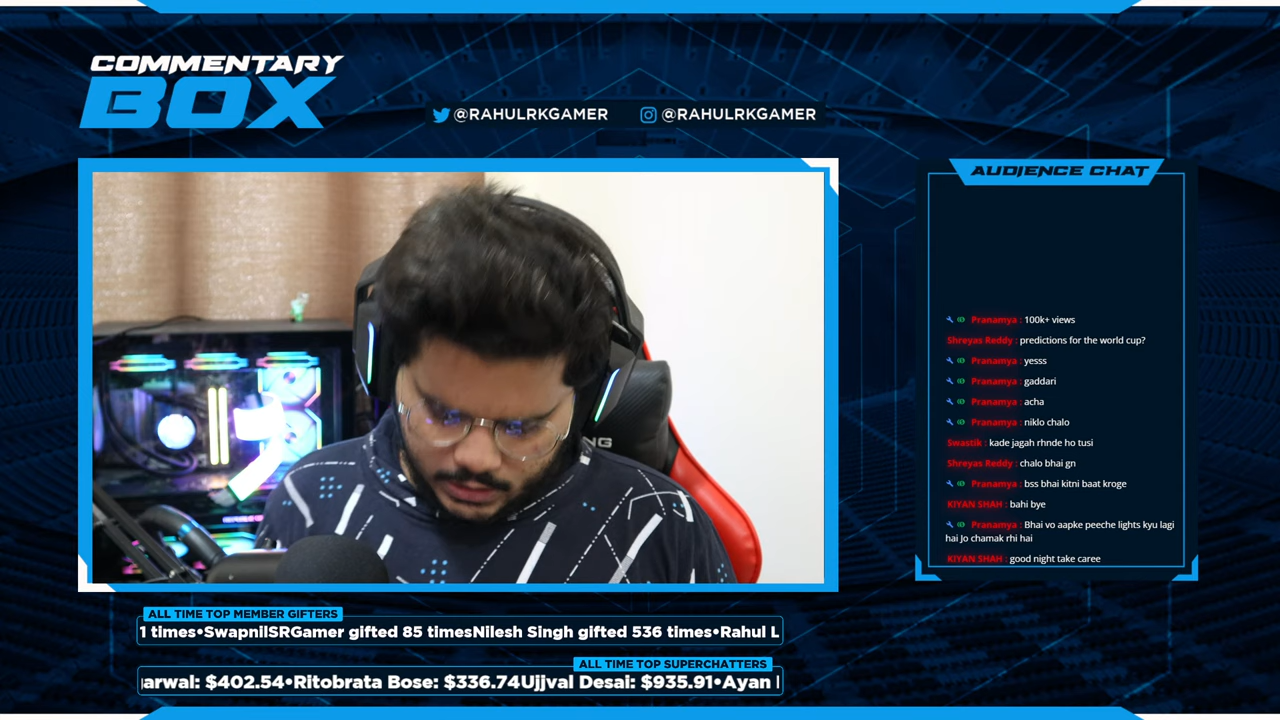 COMMENTARY
BOX
@RAHULRKGAMER @RAHULRKGAMER
AUDIENCE CHAT
Pranamya : 100k+ views
Shreyas Reddy : predictions for the world cup?
Pranamya : yesss
Pranamya : gaddari
Pranamya : acha
Pranamya : niklo chalo
Swastik : kade jagah rhnde ho tusi
Shreyas Reddy : chalo bhai gn
Pranamya : bss bhai kitni baat kroge
KIYAN SHAH : bahi bye
Pranamya : Bhai vo aapke peeche lights kyu lagi
hai Jo chamak rhi hai
KIYAN SHAH : good night take caree
NG
ALL TIME TOP MEMBER GIFTERS
1 times•SwapnilSRGamer gifted 85 timesNilesh Singh gifted 536 times•Rahul L
ALL TIME TOP SUPERCHATTERS
arwal: $402.54•Ritobrata Bose: $336.74Ujjval Desai: $935.91•Ayan